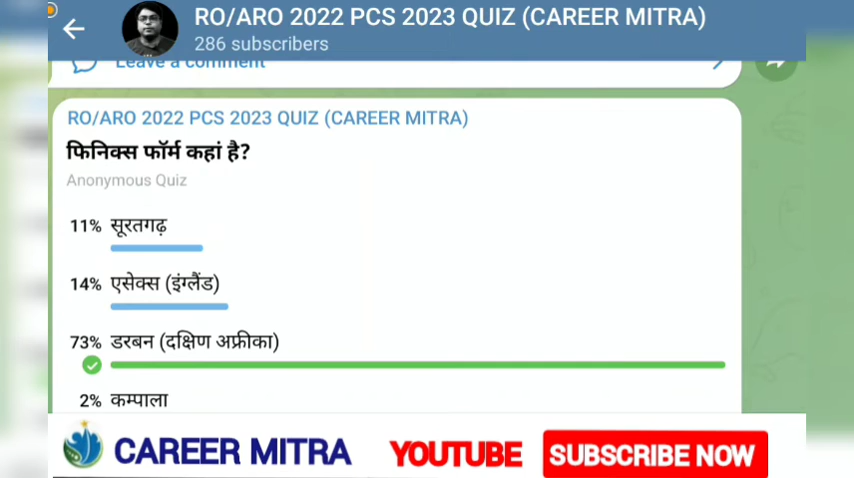 RO/ARO 2022 PCS 2023 QUIZ (CAREER MITRA)
286 subscribers
Leave a comment
RO/ARO 2022 PCS 2023 QUIZ (CAREER MITRA)
फिनिक्स फॉर्म कहां है?
Anonymous Quiz
11% सूरतगढ़
14% एसेक्स (इंग्लैंड)
73% डरबन (दक्षिण अफ्रीका)
2% कम्पाला
CAREER MITRA YOUTUBE SUBSCRIBE NOW